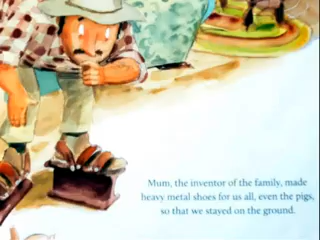 Mum, the inventor of the family, made
heavy metal shoes for us all, even the pigs,
so that we stayed on the ground.